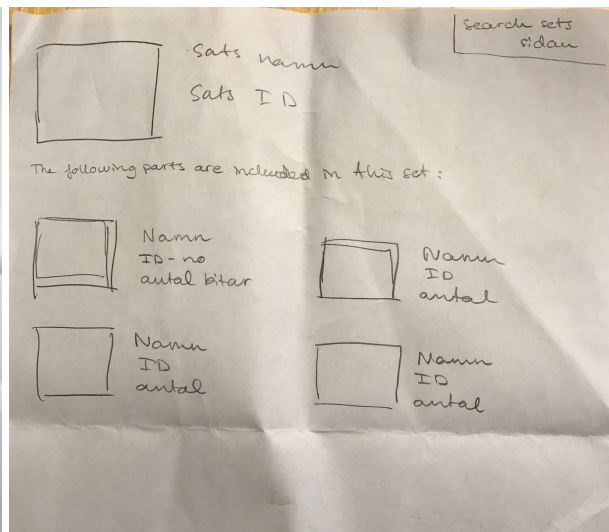 Search sets
sidan
Sats namn
Sats ID
The following parts are included in this set :
Namn
ID-no
antal bitar
Namn
ID
antal
Namn
ID
antal
Namn
ID
antal